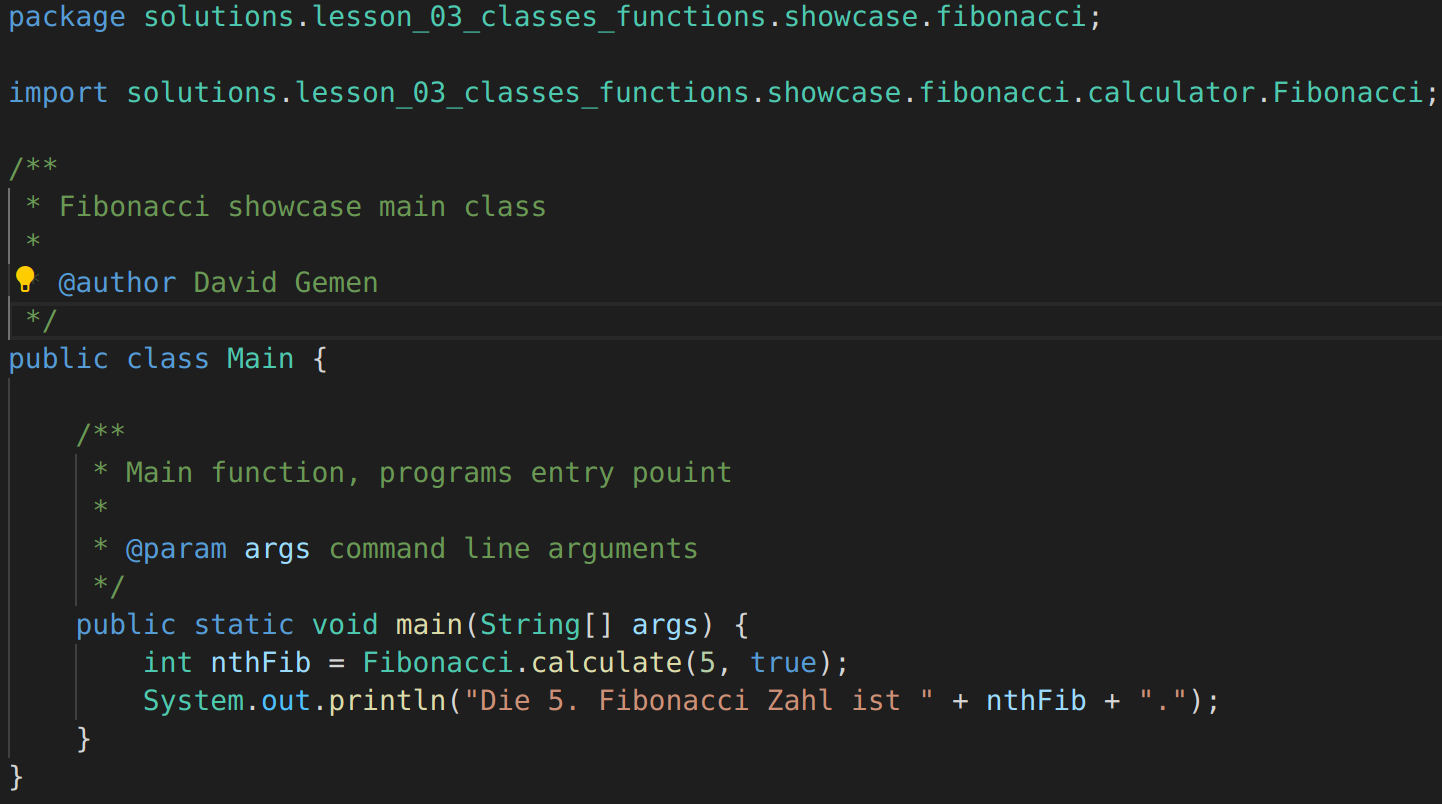 package solutions.lesson_03_classes_functions.showcase.fibonacci;
import solutions.lesson_03_classes_functions.showcase.fibonacci.calculator.Fibonacci;
/**
 * Fibonacci showcase main class
 *
 * @author David Gemen
 */
public class Main {
    /**
     * Main function, programs entry pouint
     *
     * @param args command line arguments
     */
    public static void main(String[] args) {
        int nthFib = Fibonacci.calculate(5, true);
        System.out.println("Die 5. Fibonacci Zahl ist " + nthFib + ".");
    }
}